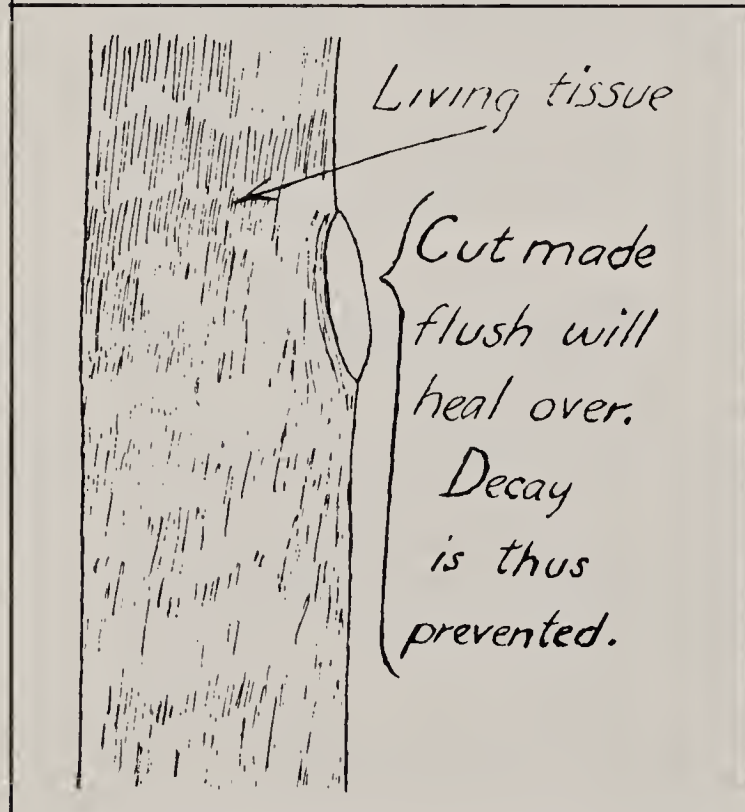 Living tissue
Cut made
flush will
heal over.
Decay
is thus
prevented.